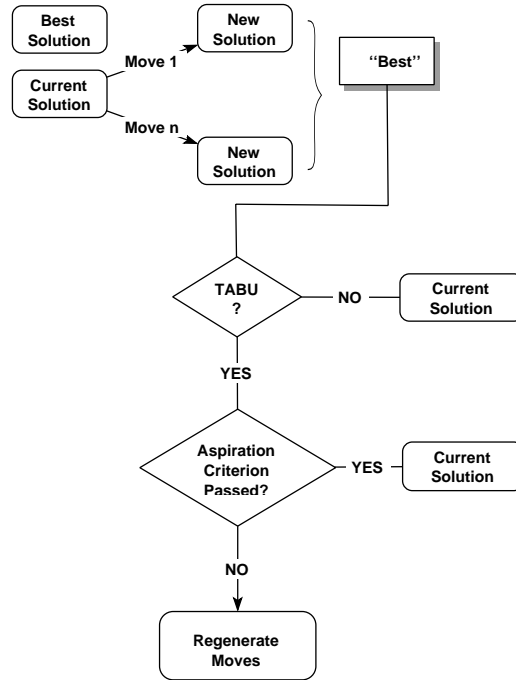 Best
Solution
New
Solution
Move 1
"Best"
Current
Solution
Move n
New
Solution
TABU
?
NO
Current
Solution
YES
Aspiration
Criterion
Passed?
YES
Current
Solution
NO
Regenerate
Moves